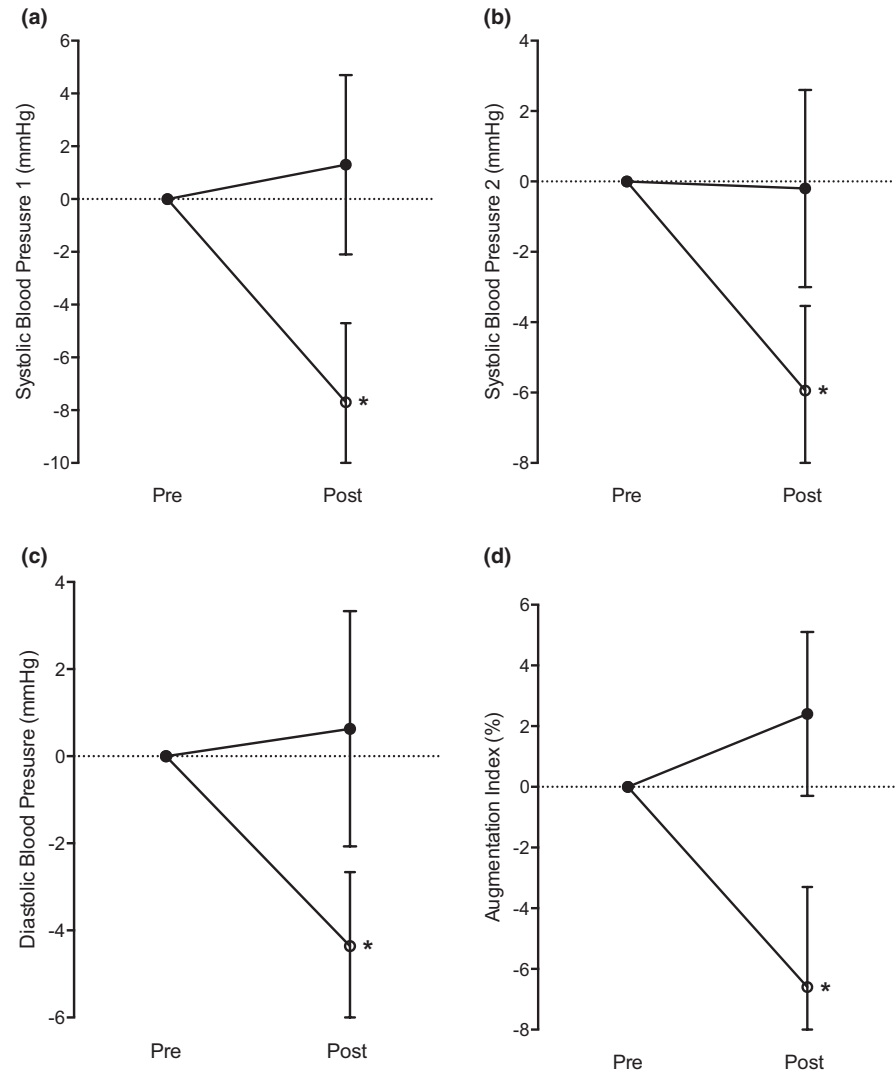 (a)
Systolic Blood Presusre 1 (mmHg)
6
4
2
0
-2
-4
-6
-8
-10
*
Pre Post
(b)
Systolic Blood Presusre 2 (mmHg)
4
2
0
-2
-4
-6
-8
*
Pre Post
(c)
Diastolic Blood Presusre (mmHg)
4
2
0
-2
-4
-6
*
Pre Post
(d)
Augmentation Index (%)
6
4
2
0
-2
-4
-6
-8
*
Pre Post